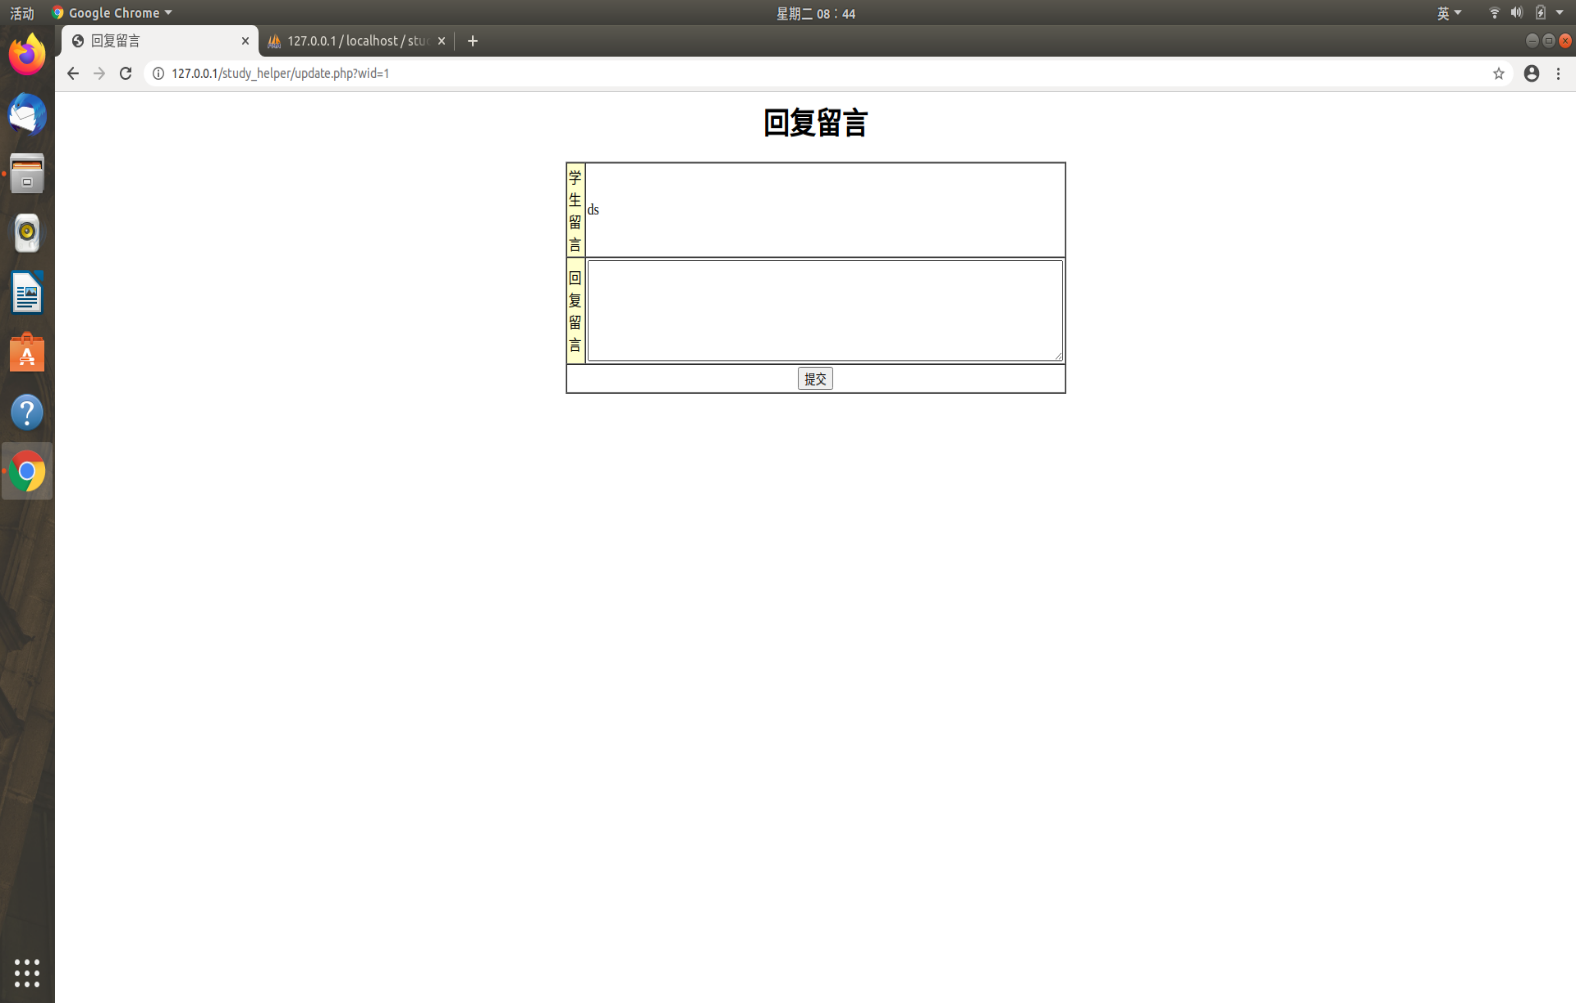 活动 Google Chrome 星期二 08：44 英
回复留言 127.0.0.1 / localhost / stu
127.0.0.1/study_helper/update.php?wid=1
回复留言
学
生
留
言
ds
回
复
留
言
提交